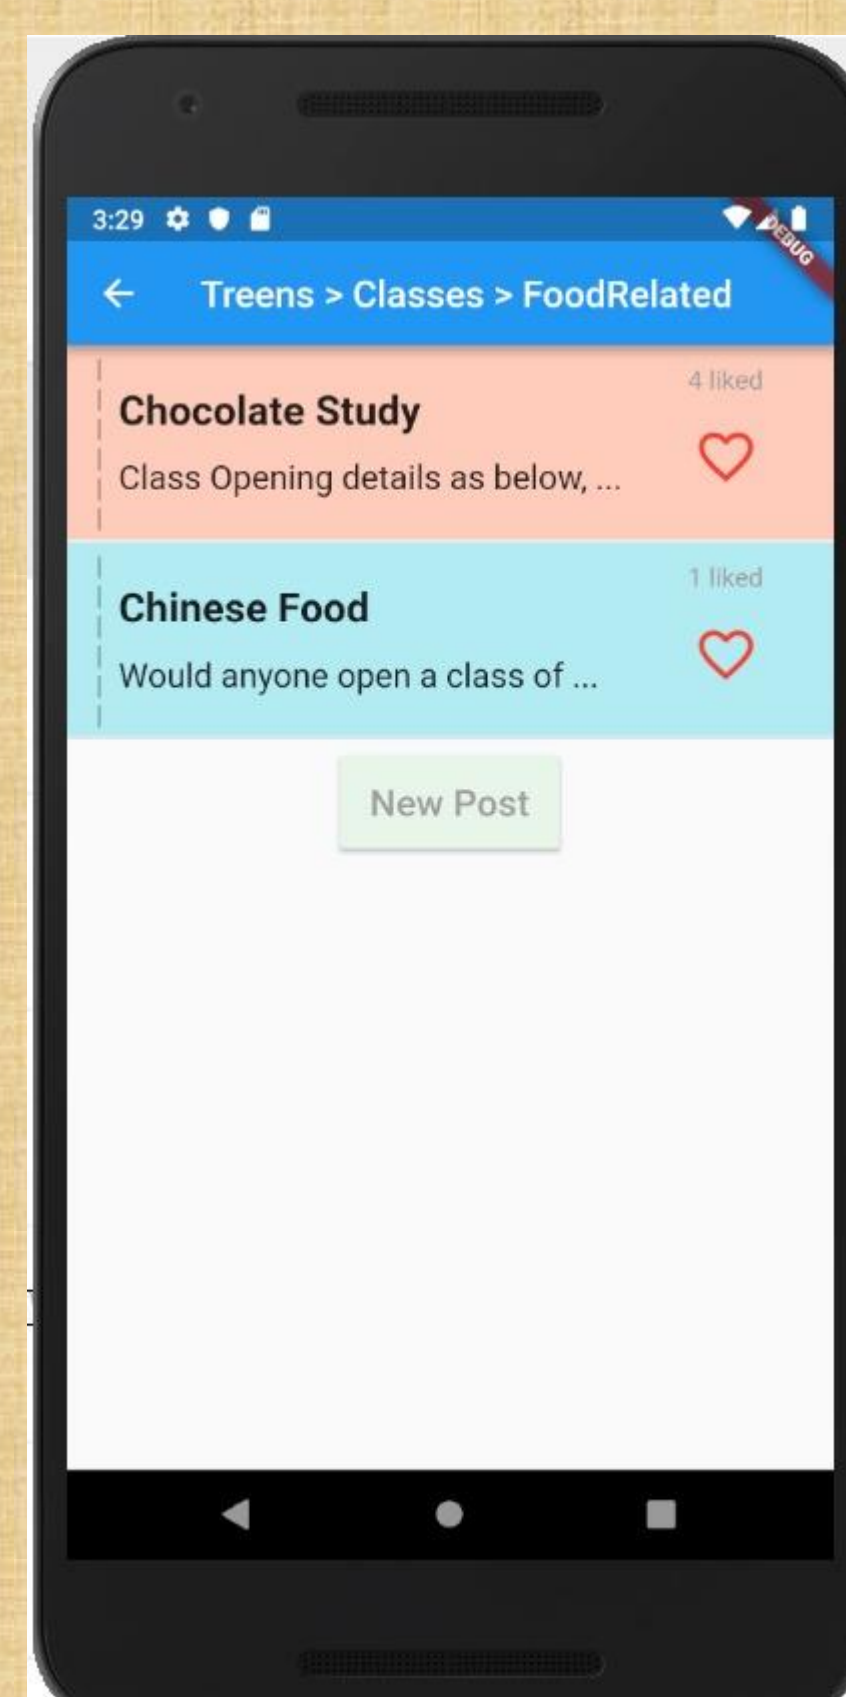 3:29
DEBUG
Treens > Classes > FoodRelated
4 liked
Chocolate Study
Class Opening details as below, ...
1 liked
Chinese Food
Would anyone open a class of ...
New Post